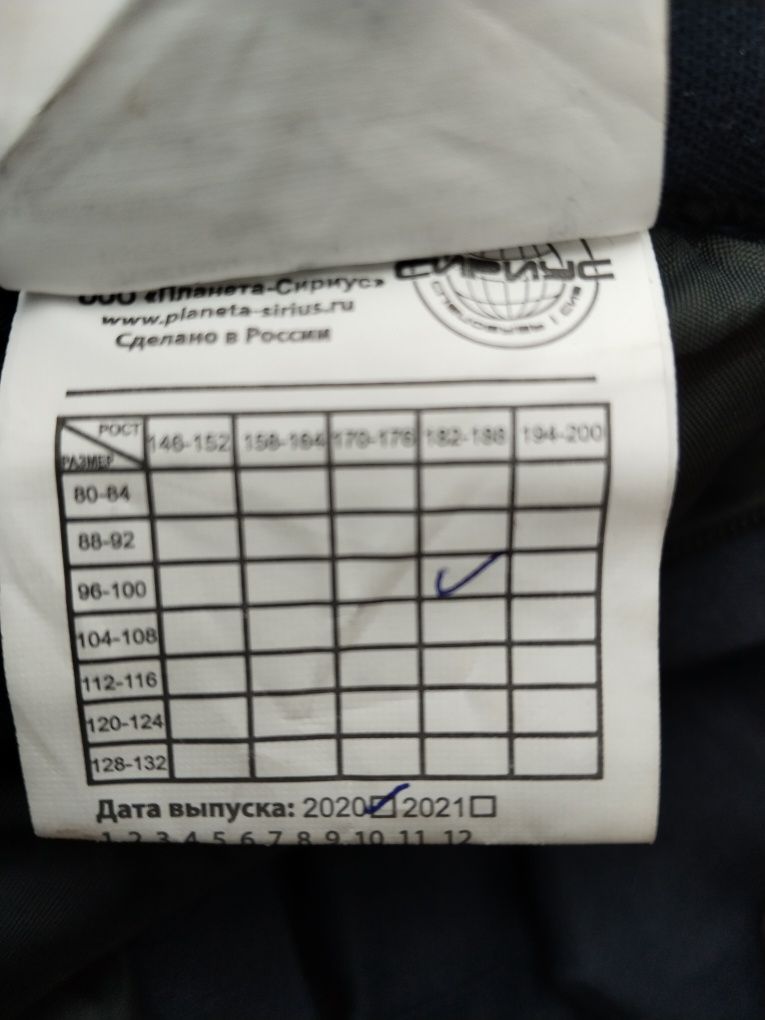 ООО «Планета-Сириус»
www.planeta-sirius.ru
Сделано в России
СИРИУС
СПЕЦОДЕЖДА | СИЗ
РОСТ 146-152 158-164 170-176 182-188 194-200
РАЗМЕР
80-84
88-92
96-100
104-108
112-116
120-124
128-132
Дата выпуска: 2020 2021
1 2 3 4 5 6 7 8 9 10 11 12